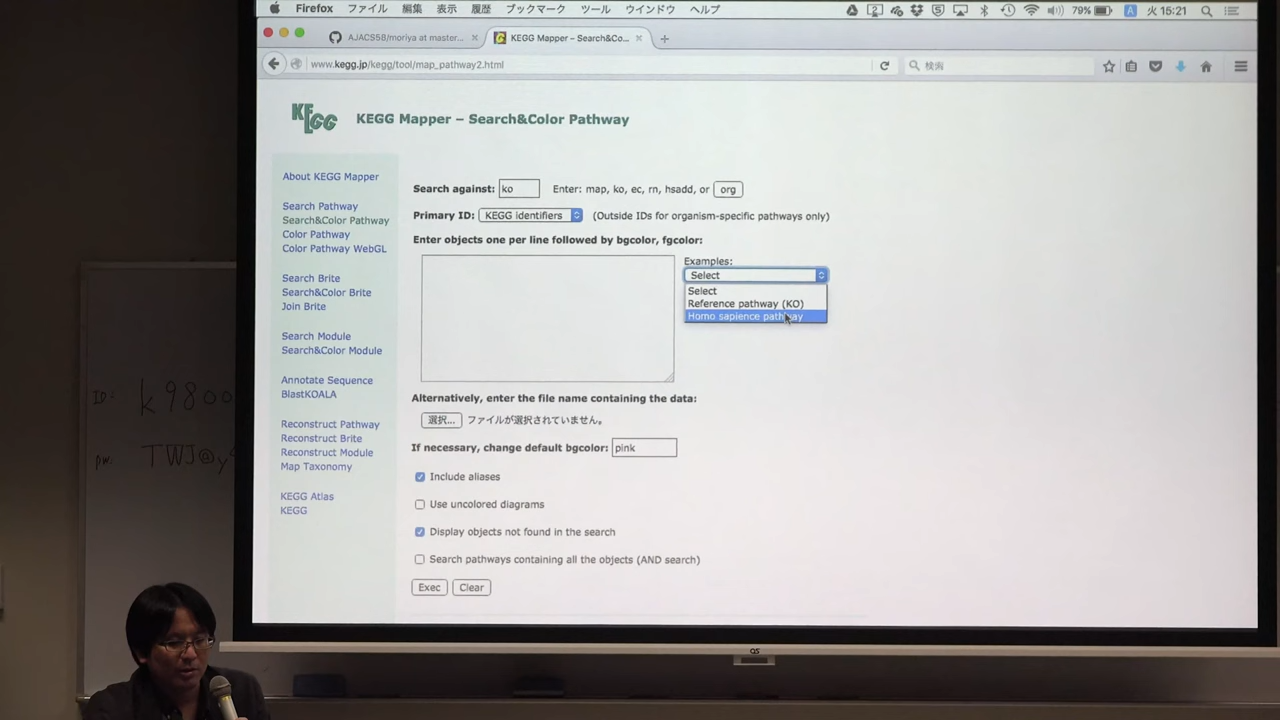 Firefox ファイル 編集 表示 履歴 ブックマーク ツール ウインドウ ヘルプ 2 5 79% A 火 15:21
AJACS58/moriya at master... × KEGG Mapper – Search&Co... × +
www.kegg.jp/kegg/tool/map_pathway2.html 検索
KEGG KEGG Mapper – Search&Color Pathway
About KEGG Mapper
Search Pathway
Search&Color Pathway
Color Pathway
Color Pathway WebGL
Search Brite
Search&Color Brite
Join Brite
Search Module
Search&Color Module
Annotate Sequence
BlastKOALA
Reconstruct Pathway
Reconstruct Brite
Reconstruct Module
Map Taxonomy
KEGG Atlas
KEGG
Search against: ko Enter: map, ko, ec, rn, hsadd, or org
Primary ID: KEGG identifiers (Outside IDs for organism-specific pathways only)
Enter objects one per line followed by bgcolor, fgcolor:
Examples:
Select
Select
Reference pathway (KO)
Homo sapience pathway
Alternatively, enter the file name containing the data:
選択... ファイルが選択されていません。
If necessary, change default bgcolor: pink
Include aliases
Use uncolored diagrams
Display objects not found in the search
Search pathways containing all the objects (AND search)
Exec Clear
ID: k9800
pw: TWJ@y
OS